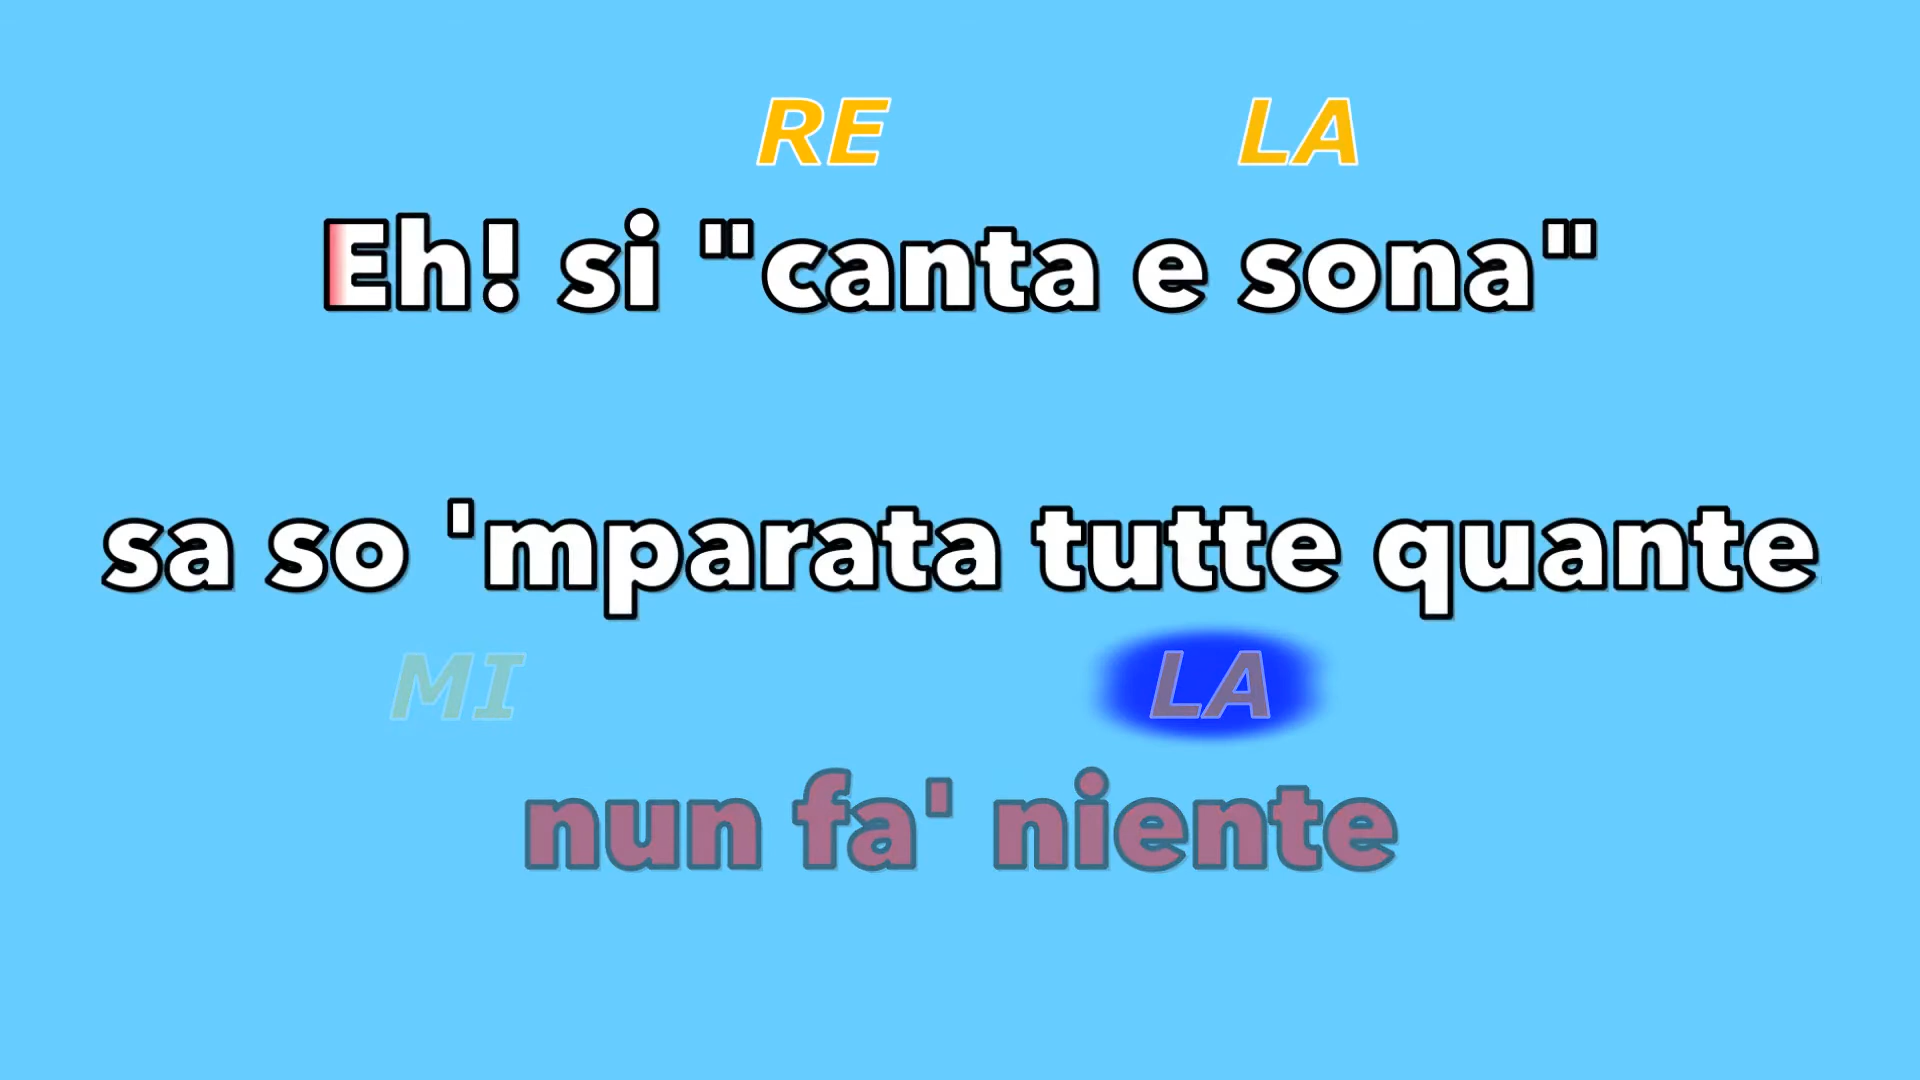 RE LA
Eh! si "canta e sona"
sa so 'mparata tutte quante
MI LA
nun fa' niente